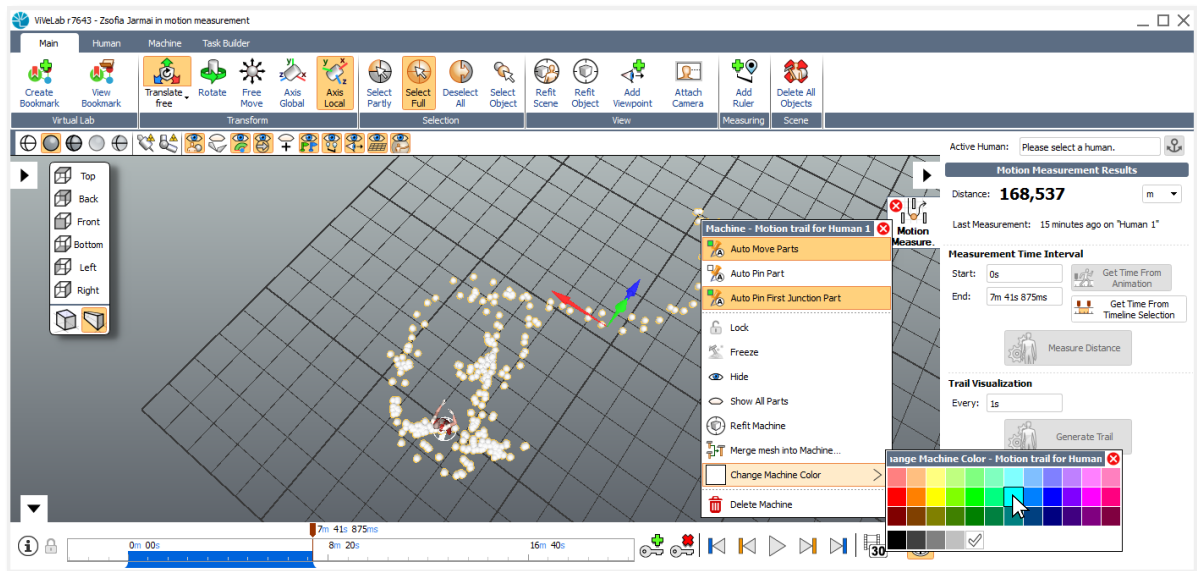 ViVeLab r7643 - Zsofia Jarmai in motion measurement
Main Human Machine Task Builder
Create Bookmark
View Bookmark
Translate free
Rotate
Free Move
Axis Global
Axis Local
Select Partly
Select Full
Deselect All
Select Object
Refit Scene
Refit Object
Add Viewpoint
Attach Camera
Add Ruler
Delete All Objects
Virtual Lab Transform Selection View Measuring Scene
Top
Back
Front
Bottom
Left
Right
Motion Measure.
Machine - Motion trail for Human 1
Auto Move Parts
Auto Pin Part
Auto Pin First Junction Part
Lock
Freeze
Hide
Show All Parts
Refit Machine
Merge mesh into Machine...
Change Machine Color
Delete Machine
Active Human: Please select a human.
Motion Measurement Results
Distance: 168,537 m
Last Measurement: 15 minutes ago on "Human 1"
Measurement Time Interval
Start: 0s
Get Time From Animation
End: 7m 41s 875ms
Get Time From Timeline Selection
Measure Distance
Trail Visualization
Every: 1s
Generate Trail
hange Machine Color - Motion trail for Human
7m 41s 875ms
0m 00s 8m 20s 16m 40s
30